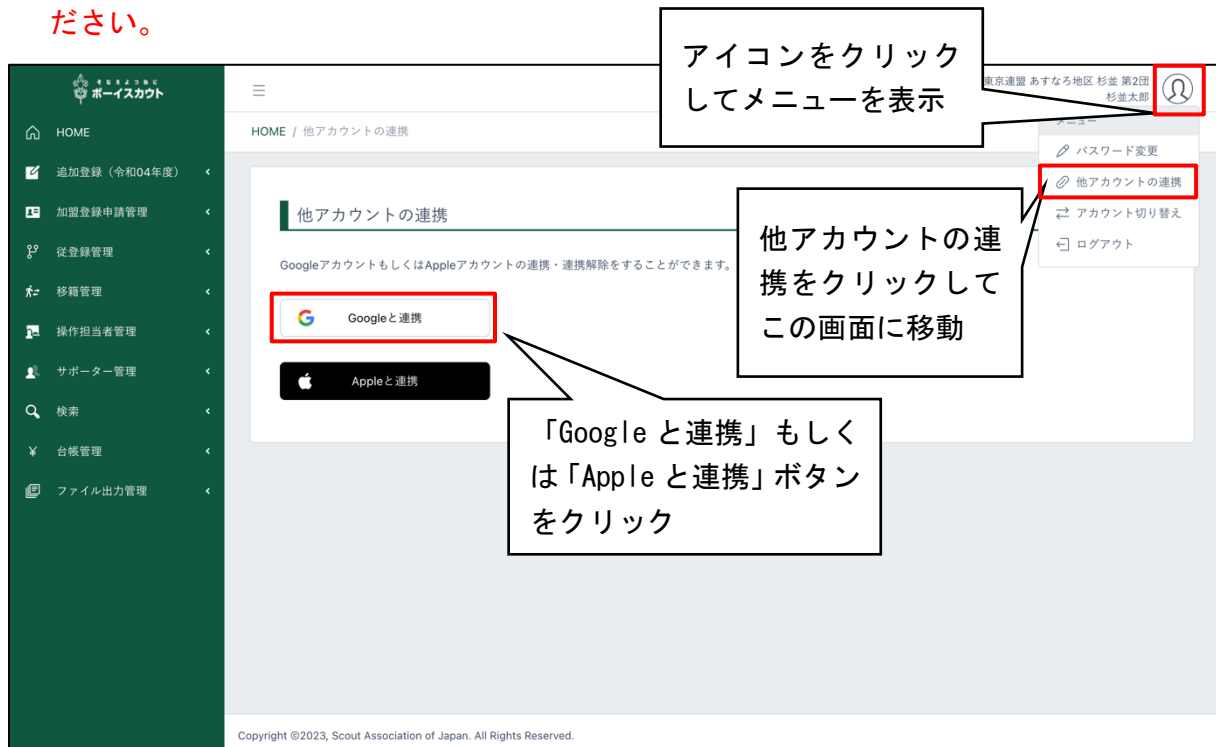 ださい。
アイコンをクリック
してメニューを表示
そなえよつねに
ボーイスカウト
東京連盟 あすなろ地区 杉並 第2団
杉並太郎
HOME
HOME / 他アカウントの連携
メニュー
パスワード変更
他アカウントの連携
アカウント切り替え
ログアウト
追加登録（令和04年度）
加盟登録申請管理
従登録管理
移籍管理
操作担当者管理
サポーター管理
検索
台帳管理
ファイル出力管理
他アカウントの連携
GoogleアカウントもしくはAppleアカウントの連携・連携解除をすることができます。
Googleと連携
Appleと連携
他アカウントの連
携をクリックして
この画面に移動
「Google と連携」もしく
は「Apple と連携」ボタン
をクリック
Copyright ©2023, Scout Association of Japan. All Rights Reserved.